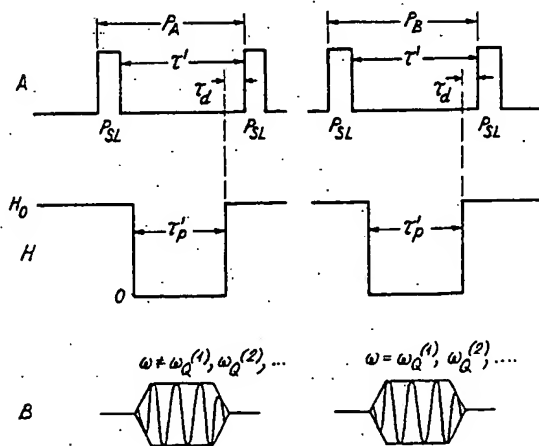 P_A P_B
τ' τ'
A τ_d τ_d
P_SL P_SL P_SL P_SL
H_0
τ'_p τ'_p
H
0
ω ≠ ω_Q^(1), ω_Q^(2), ... ω = ω_Q^(1), ω_Q^(2), ....
B